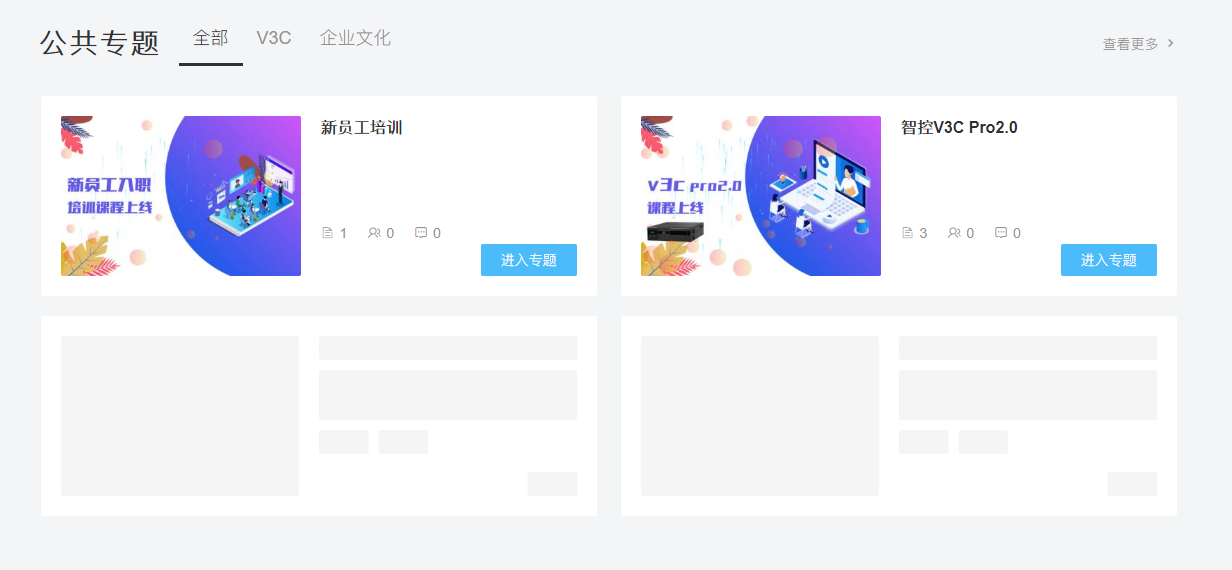 公共专题 全部 V3C 企业文化 查看更多 >
新员工入职
培训课程上线
新员工培训
1 0 0
进入专题
V3C pro2.0
课程上线
智控V3C Pro2.0
3 0 0
进入专题